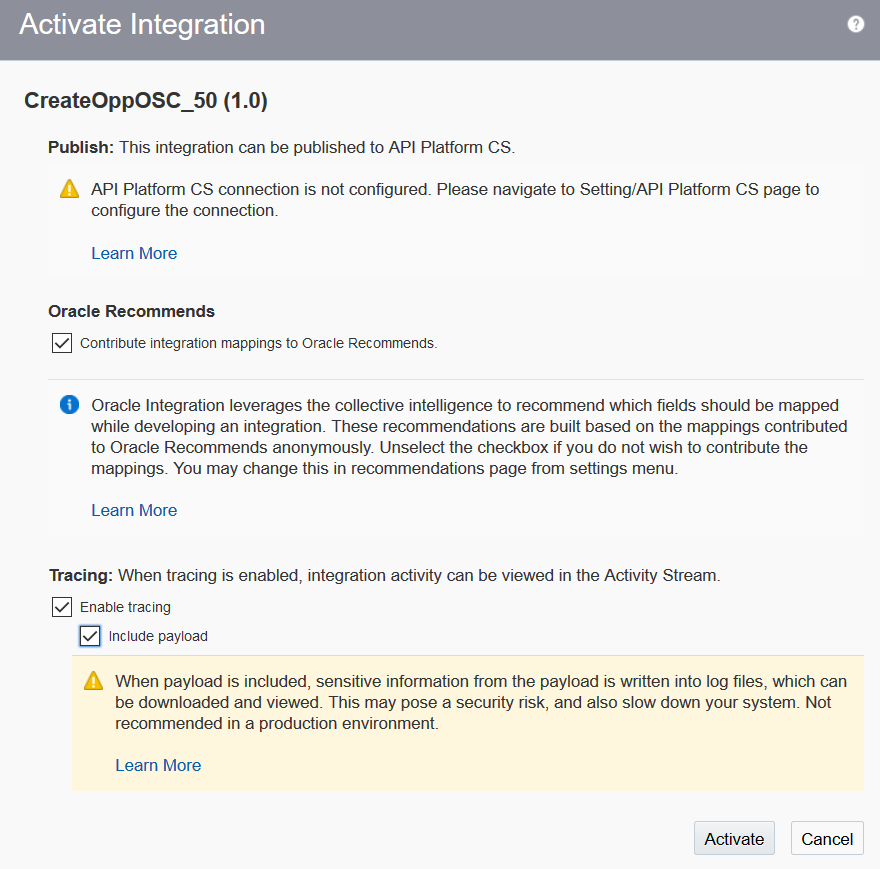 Activate Integration
?
CreateOppOSC_50 (1.0)
Publish: This integration can be published to API Platform CS.
API Platform CS connection is not configured. Please navigate to Setting/API Platform CS page to
configure the connection.
Learn More
Oracle Recommends
Contribute integration mappings to Oracle Recommends.
Oracle Integration leverages the collective intelligence to recommend which fields should be mapped
while developing an integration. These recommendations are built based on the mappings contributed
to Oracle Recommends anonymously. Unselect the checkbox if you do not wish to contribute the
mappings. You may change this in recommendations page from settings menu.
Learn More
Tracing: When tracing is enabled, integration activity can be viewed in the Activity Stream.
Enable tracing
Include payload
When payload is included, sensitive information from the payload is written into log files, which can
be downloaded and viewed. This may pose a security risk, and also slow down your system. Not
recommended in a production environment.
Learn More
Activate Cancel